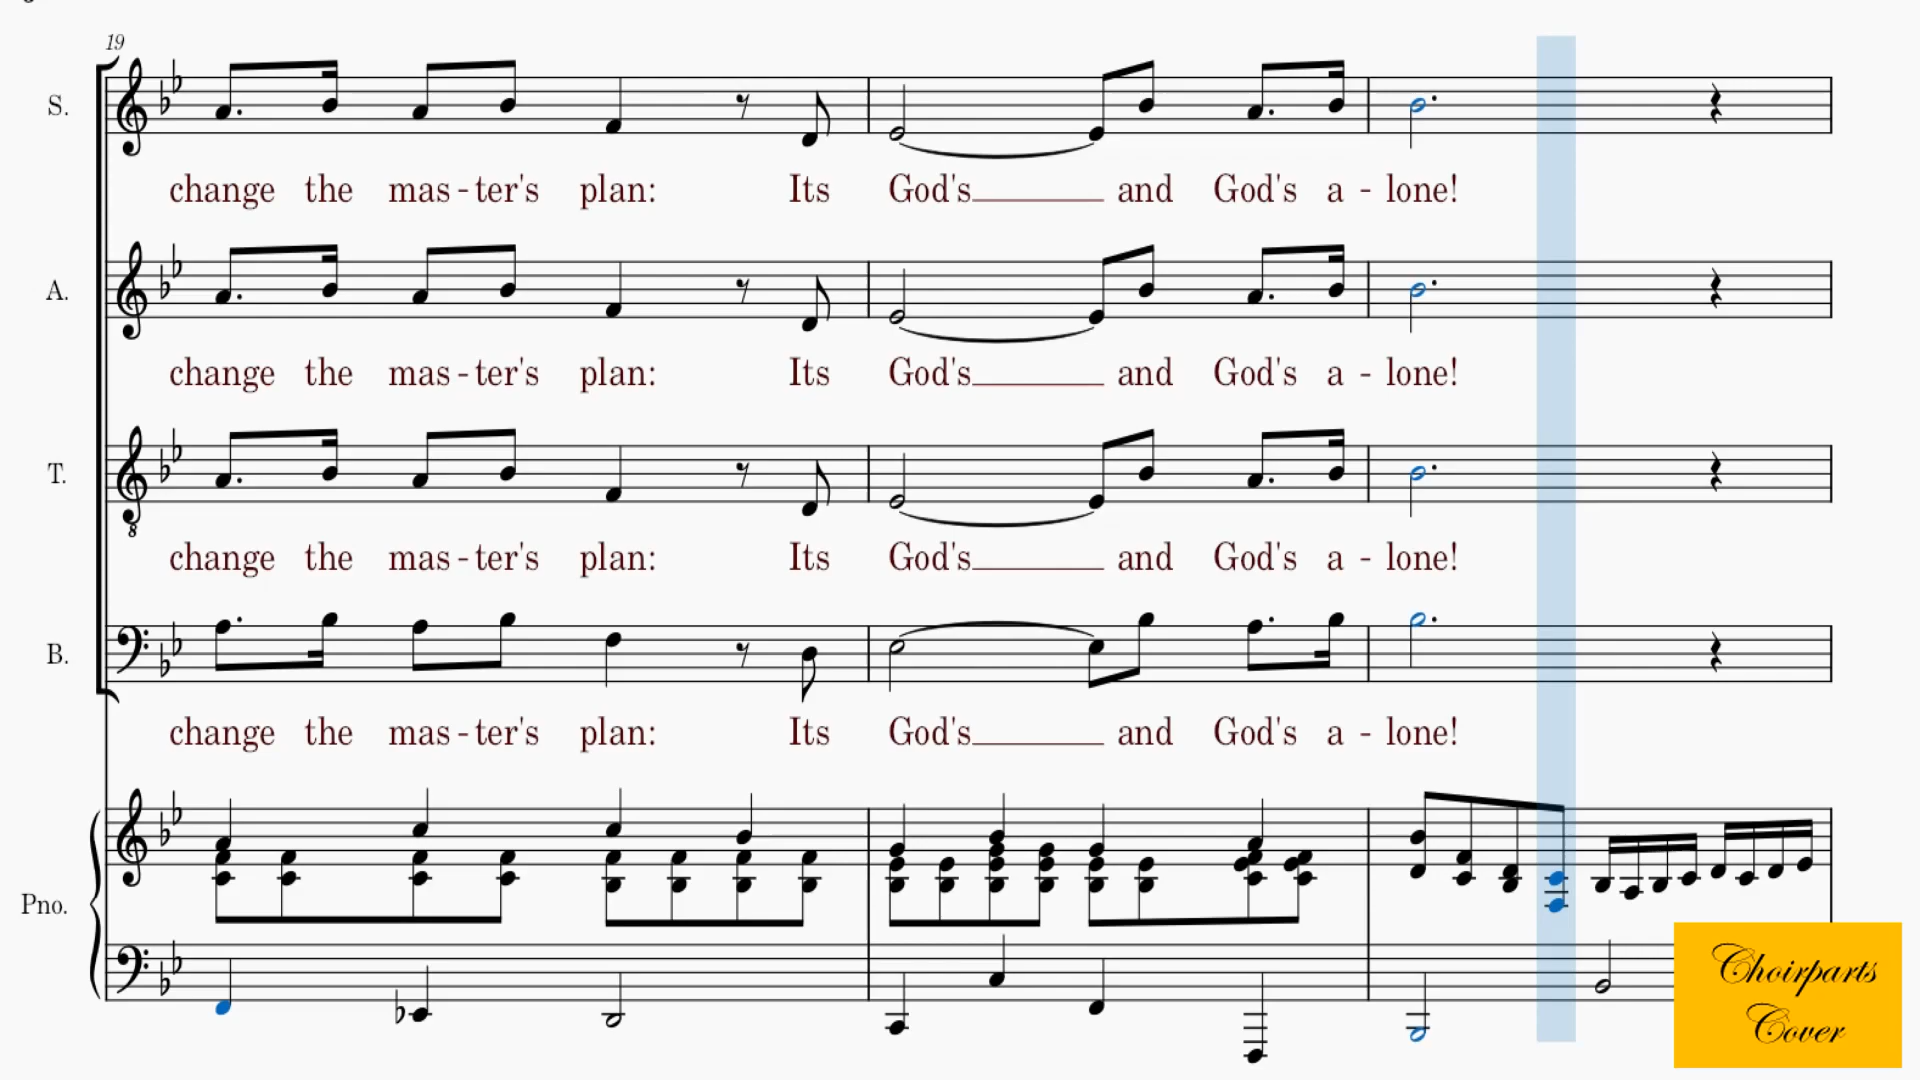 19
S.
change the mas - ter's plan: Its God's and God's a - lone!
A.
change the mas - ter's plan: Its God's and God's a - lone!
T.
8
change the mas - ter's plan: Its God's and God's a - lone!
B.
change the mas - ter's plan: Its God's and God's a - lone!
Pno.
Choirparts
Cover